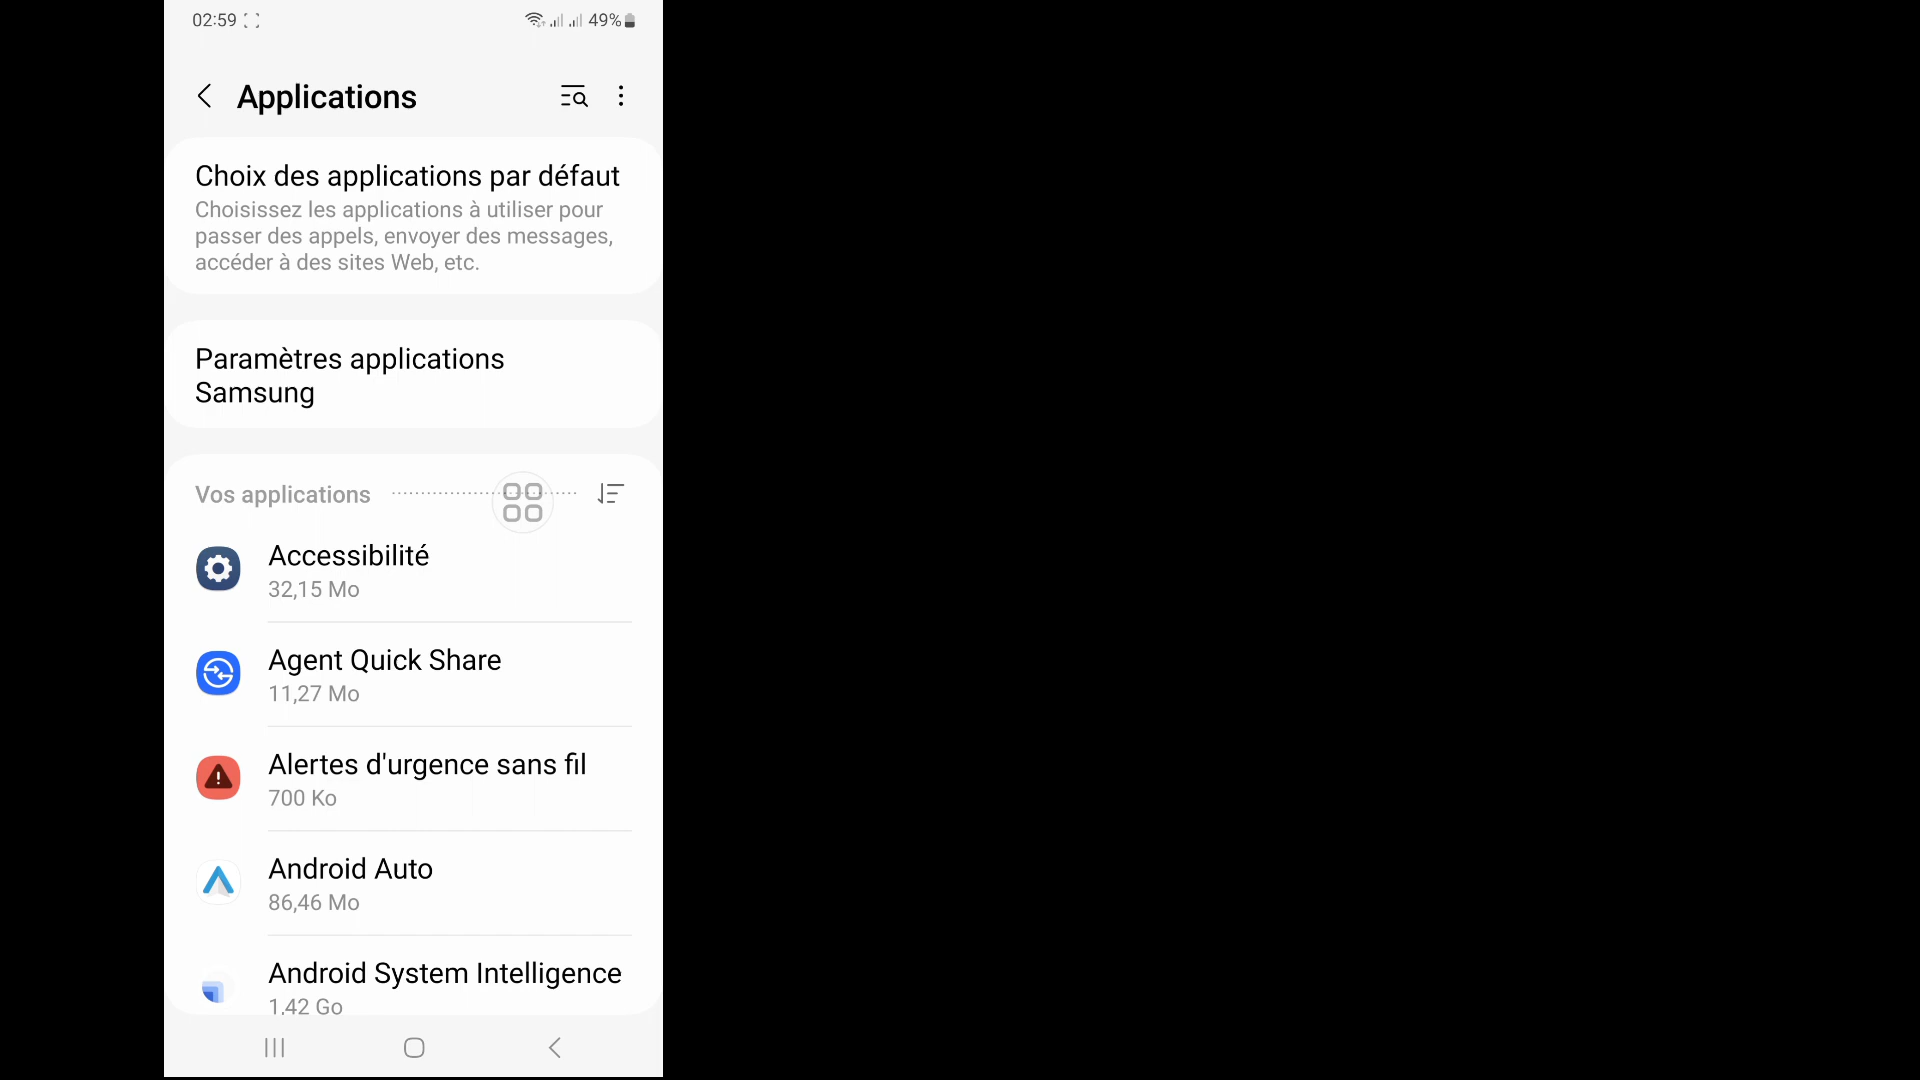 02:59
49%
Applications
Choix des applications par défaut
Choisissez les applications à utiliser pour
passer des appels, envoyer des messages,
accéder à des sites Web, etc.
Paramètres applications
Samsung
Vos applications
Accessibilité
32,15 Mo
Agent Quick Share
11,27 Mo
Alertes d'urgence sans fil
700 Ko
Android Auto
86,46 Mo
Android System Intelligence
1,42 Go